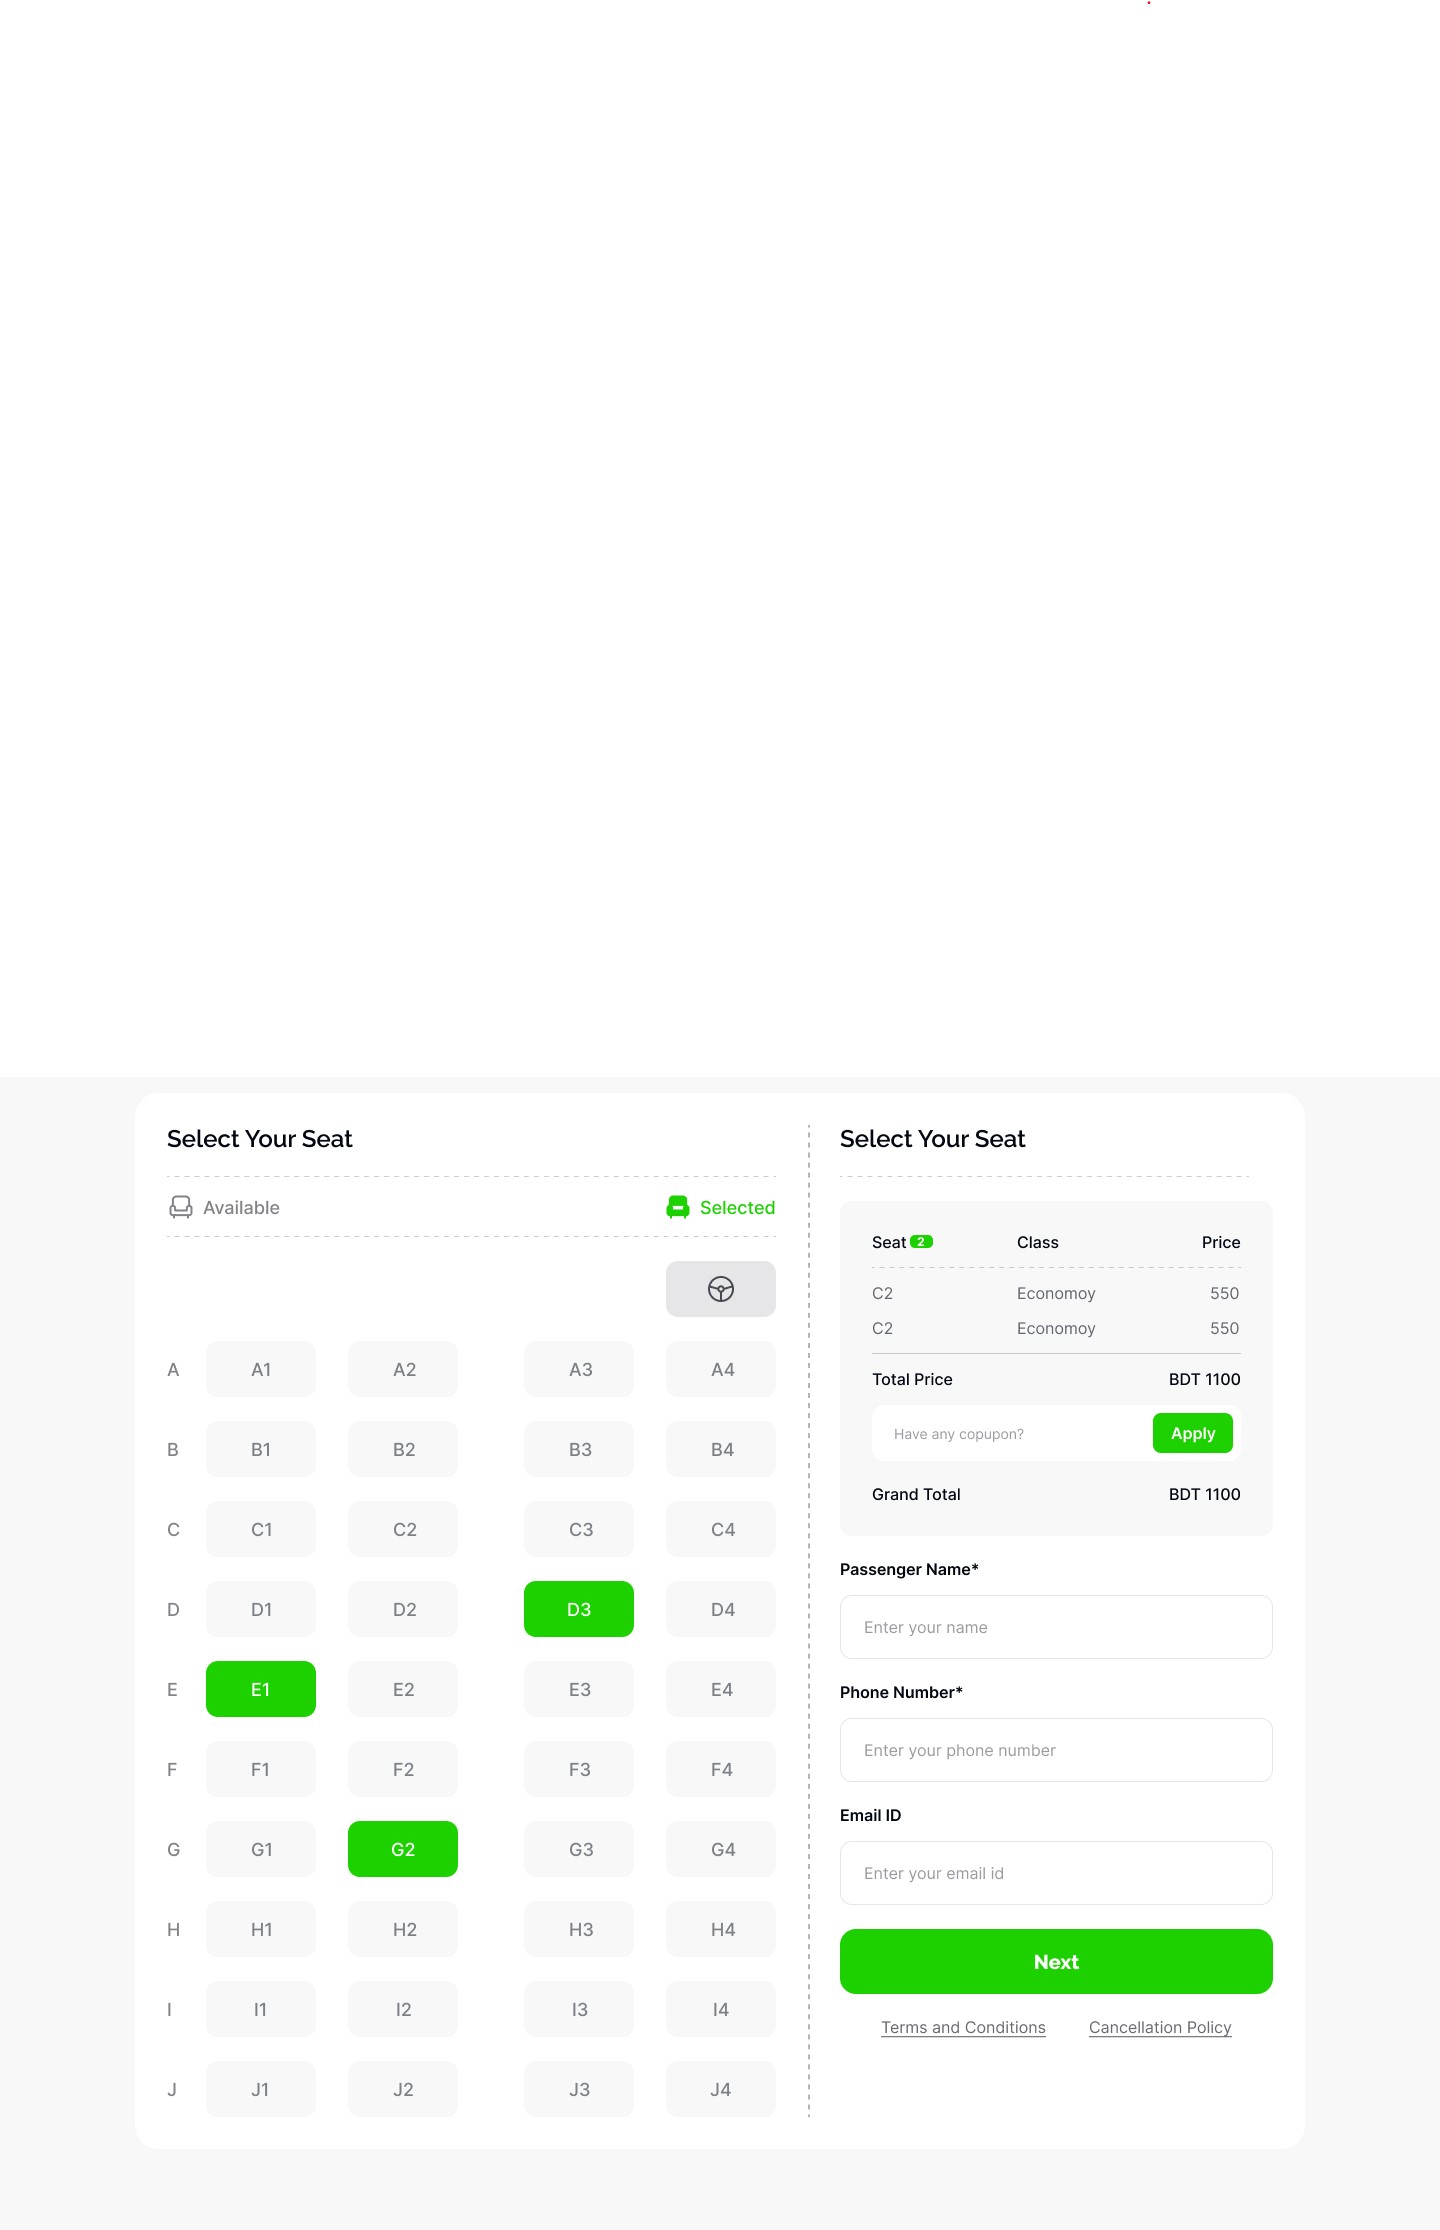 Select Your Seat
Available Selected
A A1 A2 A3 A4
B B1 B2 B3 B4
C C1 C2 C3 C4
D D1 D2 D3 D4
E E1 E2 E3 E4
F F1 F2 F3 F4
G G1 G2 G3 G4
H H1 H2 H3 H4
I I1 I2 I3 I4
J J1 J2 J3 J4
Select Your Seat
Seat 2 Class Price
C2 Economoy 550
C2 Economoy 550
Total Price BDT 1100
Have any copupon? Apply
Grand Total BDT 1100
Passenger Name*
Enter your name
Phone Number*
Enter your phone number
Email ID
Enter your email id
Next
Terms and Conditions Cancellation Policy